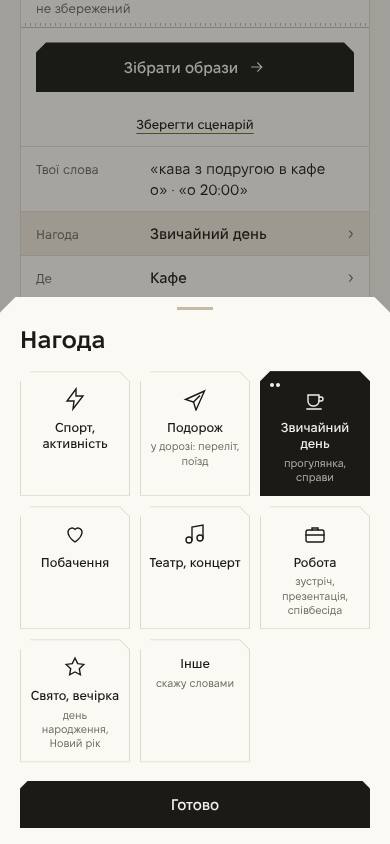 не збережений
Зібрати образи →
Зберегти сценарій
Твої слова
«кава з подругою в кафе
о» · «о 20:00»
Нагода
Звичайний день
Де
Кафе
Нагода
Спорт,
активність
Подорож
у дорозі: переліт,
поїзд
Звичайний
день
прогулянка,
справи
Побачення
Театр, концерт
Робота
зустріч,
презентація,
співбесіда
Свято, вечірка
день
народження,
Новий рік
Інше
скажу словами
Готово